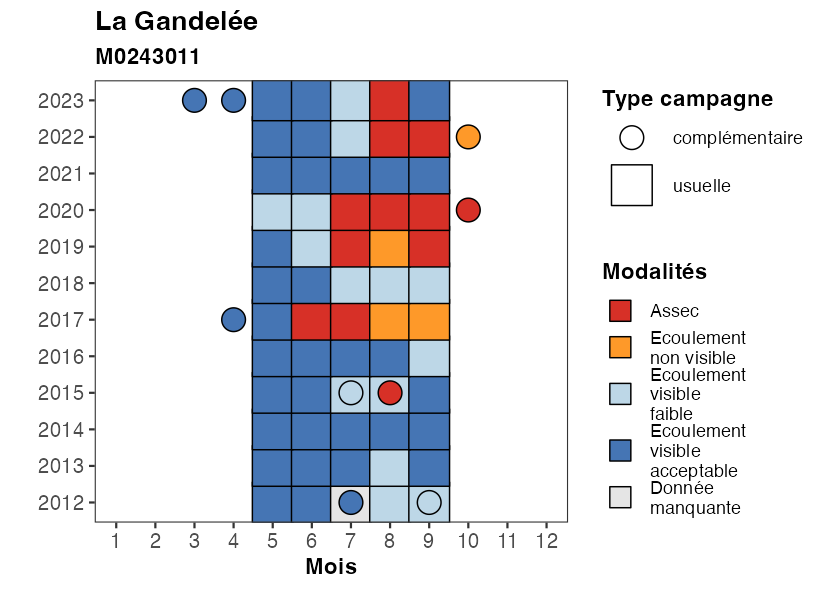 La Gandelée
M0243011
2023
2022
2021
2020
2019
2018
2017
2016
2015
2014
2013
2012
1 2 3 4 5 6 7 8 9 10 11 12
Mois
Type campagne
complémentaire
usuelle
Modalités
Assec
Ecoulement
non visible
Ecoulement
visible
faible
Ecoulement
visible
acceptable
Donnée
manquante